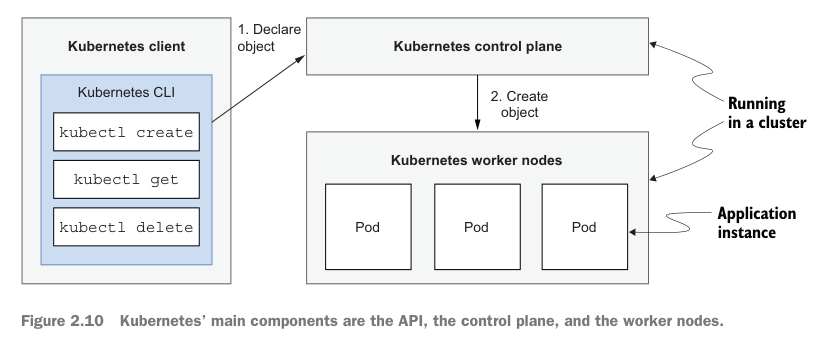 Kubernetes client
Kubernetes CLI
kubectl create
kubectl get
kubectl delete
1. Declare
object
Kubernetes control plane
2. Create
object
Kubernetes worker nodes
Pod
Pod
Pod
Running
in a cluster
Application
instance
Figure 2.10 Kubernetes’ main components are the API, the control plane, and the worker nodes.